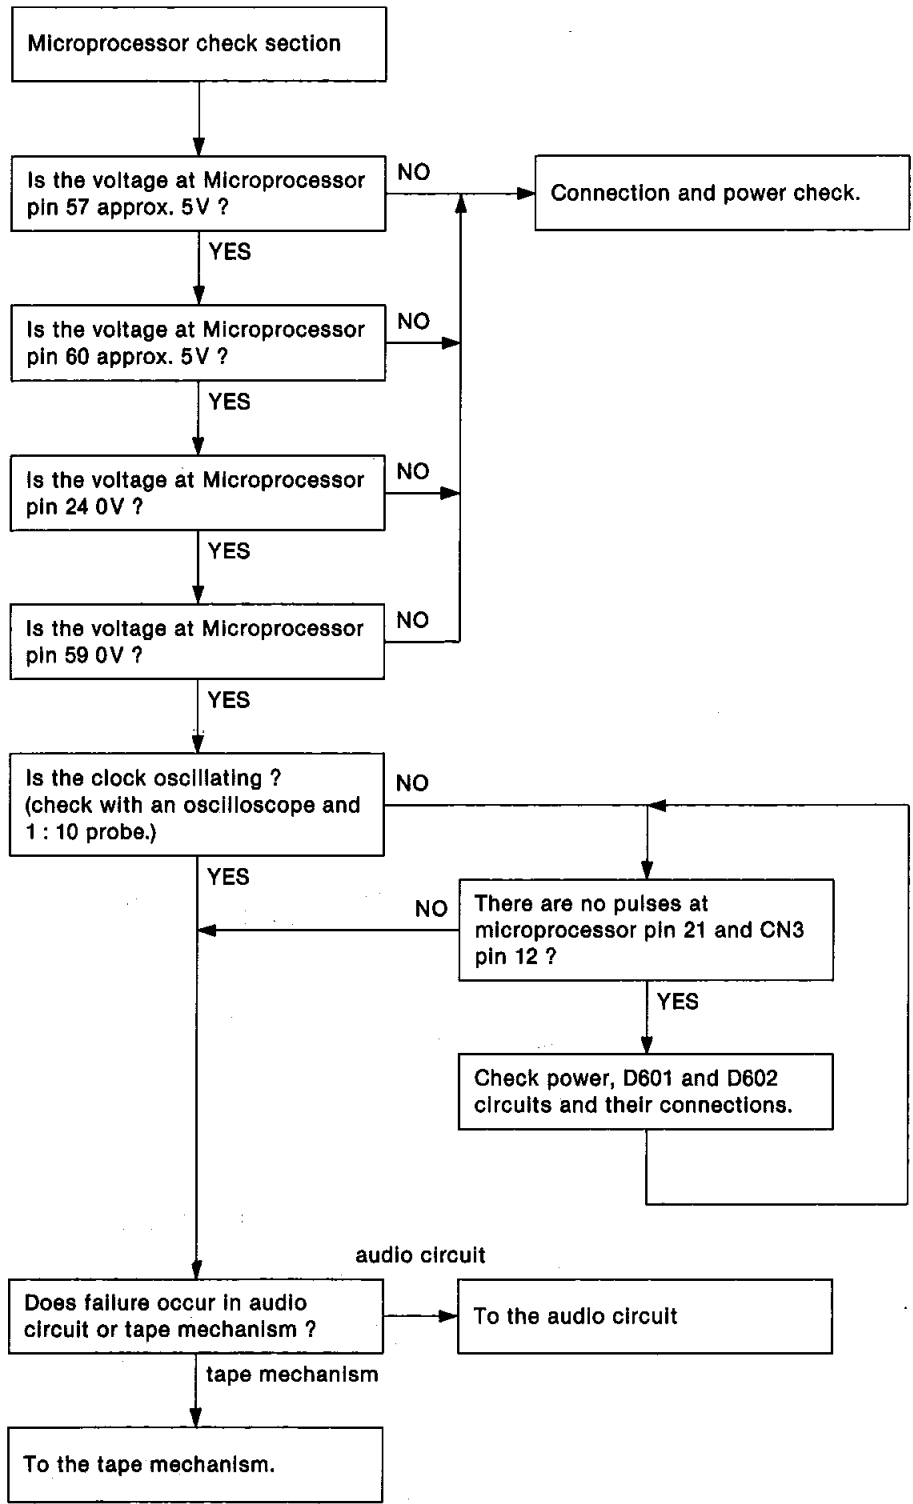 Microprocessor check section
Is the voltage at Microprocessor
pin 57 approx. 5V ?
NO
Connection and power check.
YES
Is the voltage at Microprocessor
pin 60 approx. 5V ?
NO
YES
Is the voltage at Microprocessor
pin 24 0V ?
NO
YES
Is the voltage at Microprocessor
pin 59 0V ?
NO
YES
Is the clock oscillating ?
(check with an oscilloscope and
1 : 10 probe.)
NO
YES
There are no pulses at
microprocessor pin 21 and CN3
pin 12 ?
NO
YES
Check power, D601 and D602
circuits and their connections.
audio circuit
Does failure occur in audio
circuit or tape mechanism ?
To the audio circuit
tape mechanism
To the tape mechanism.